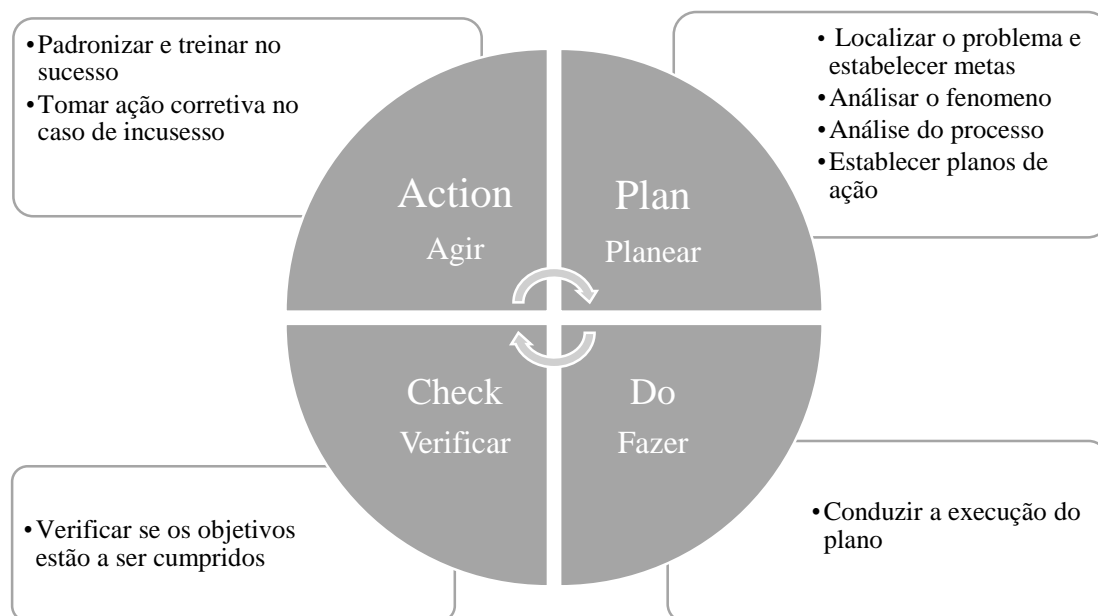 •Padronizar e treinar no
sucesso
•Tomar ação corretiva no
caso de incusesso
• Localizar o problema e
estabelecer metas
•Análisar o fenomeno
•Análise do processo
•Establecer planos de
ação
Action
Agir
Plan
Planear
Check
Verificar
Do
Fazer
•Verificar se os objetivos
estão a ser cumpridos
•Conduzir a execução do
plano